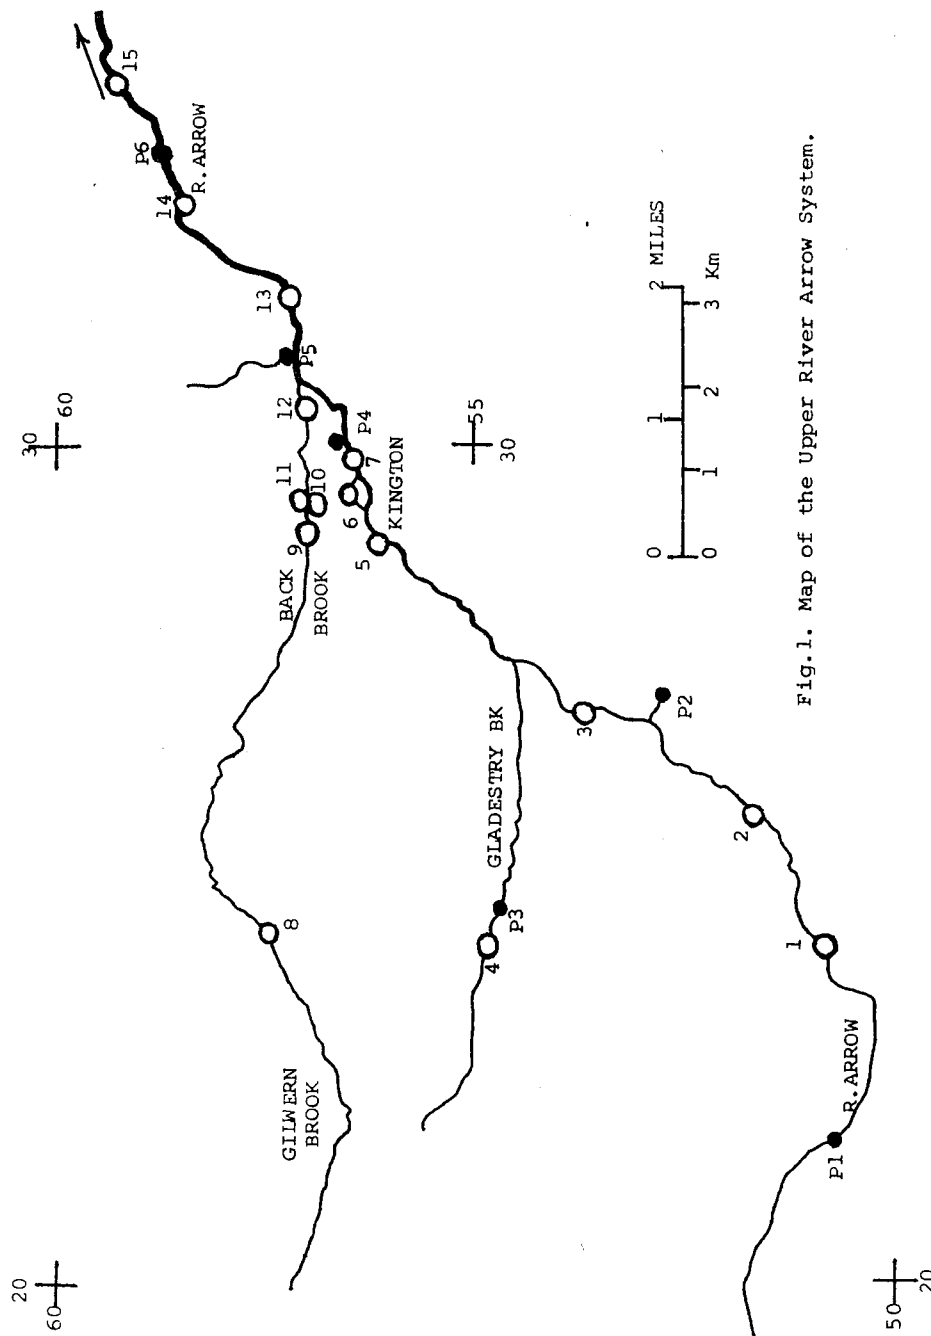 20
60
30
60
15
P6
14
R.ARROW
13
P5
12
P4
11
10
9
7
6
KINGTON
5
BACK
BROOK
55
30
0
1
2 MILES
0
1
2
3
Km
8
GILWERN
BROOK
GLADESTRY BK
P3
4
3
P2
2
1
R.ARROW
P1
50
20
Fig.1. Map of the Upper River Arrow System.